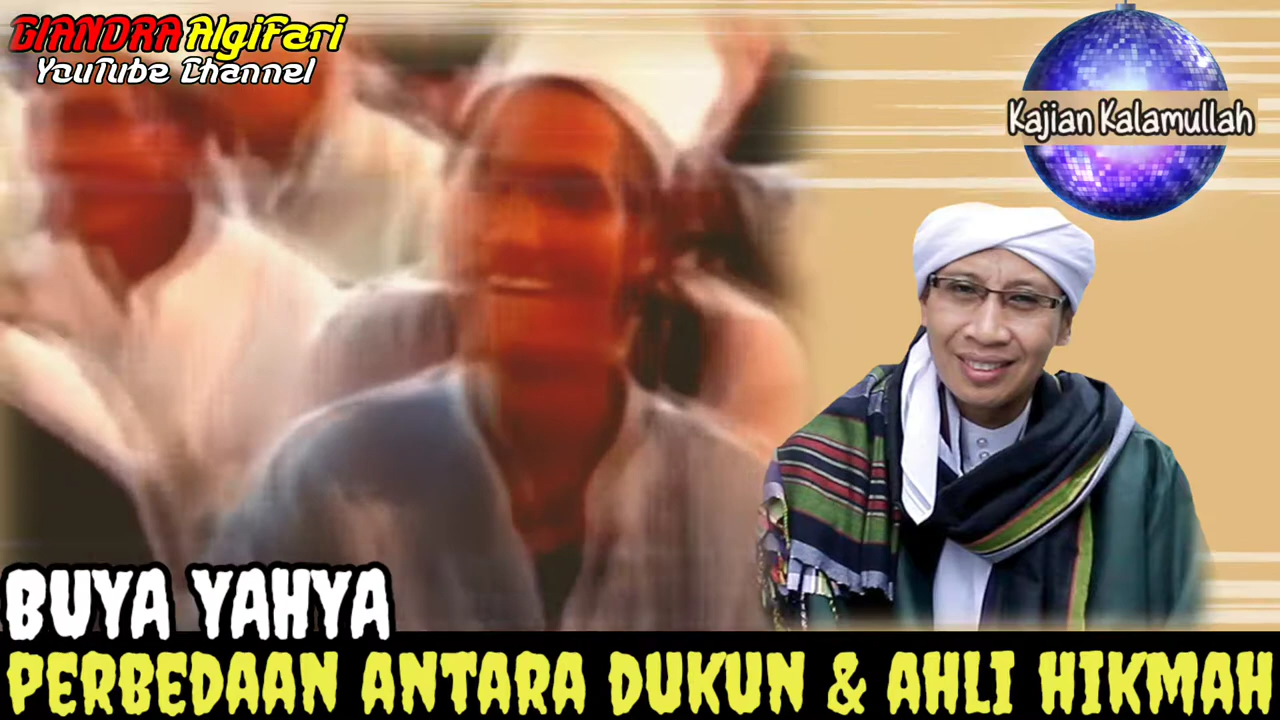 GIANDRA AlgiFari
YouTube Channel
Kajian Kalamullah
BUYA YAHYA
PERBEDAAN ANTARA DUKUN & AHLI HIKMAH